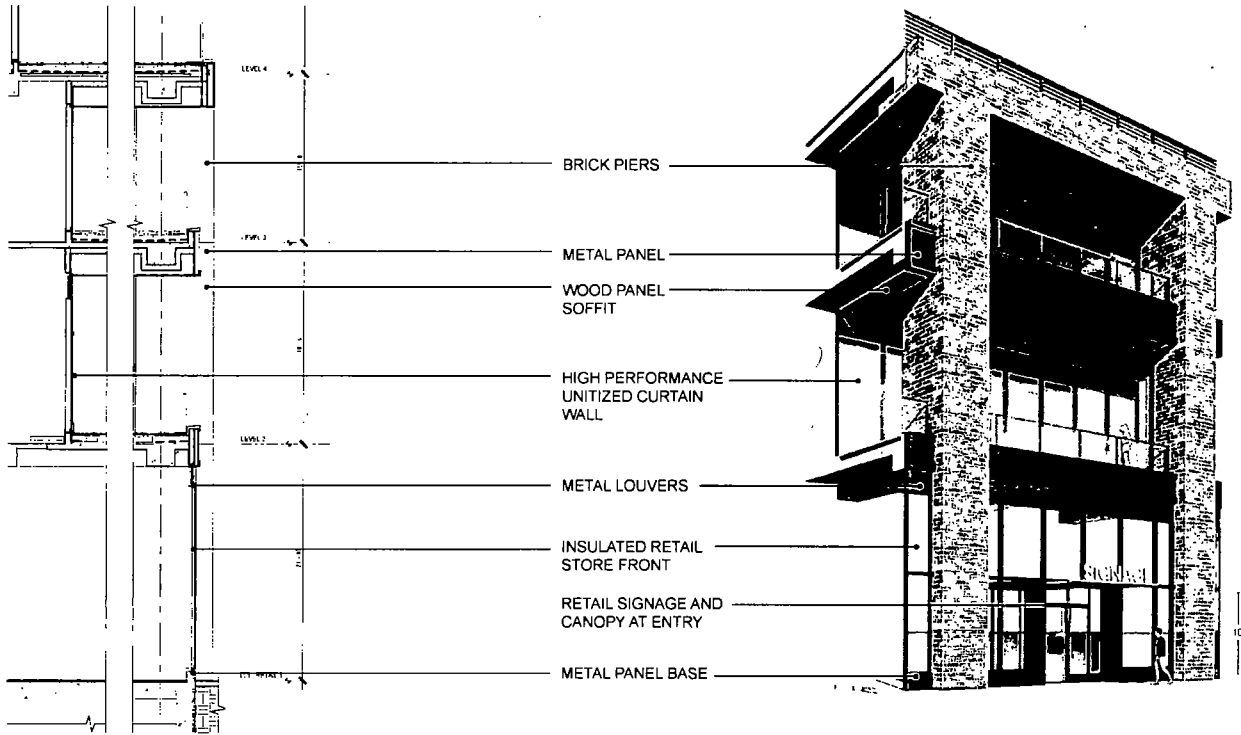 LEVEL 4
BRICK PIERS
LEVEL 3
METAL PANEL
WOOD PANEL
SOFFIT
HIGH PERFORMANCE
UNITIZED CURTAIN
WALL
LEVEL 2
METAL LOUVERS
INSULATED RETAIL
STORE FRONT
SIGNAGE
RETAIL SIGNAGE AND
CANOPY AT ENTRY
METAL PANEL BASE